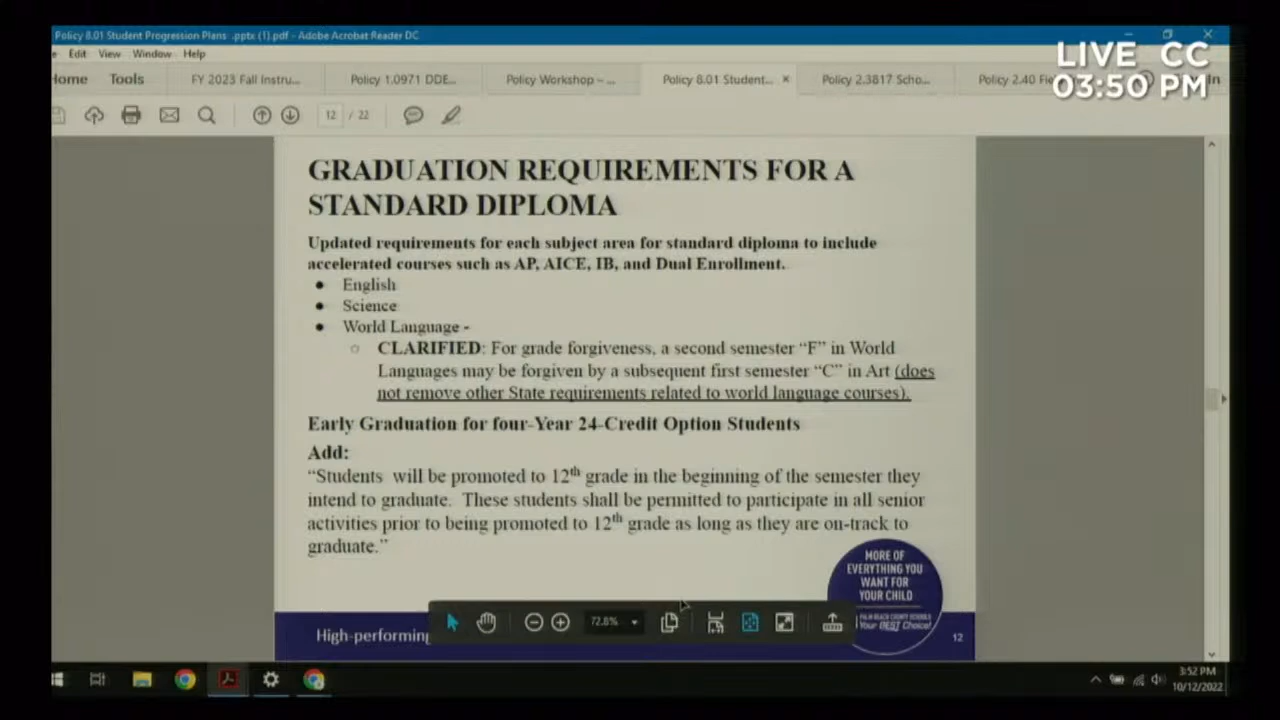 Policy 8.01 Student Progression Plans .pptx (1).pdf - Adobe Acrobat Reader DC
Edit View Window Help
LIVE CC
03:50 PM
Home Tools FY 2023 Fall Instru... Policy 1.0971 DDE... Policy Workshop – ... Policy 8.01 Student... × Policy 2.3817 Scho... Policy 2.40 Fi
12 / 22
GRADUATION REQUIREMENTS FOR A
STANDARD DIPLOMA
Updated requirements for each subject area for standard diploma to include
accelerated courses such as AP, AICE, IB, and Dual Enrollment.
● English
● Science
● World Language -
○ CLARIFIED: For grade forgiveness, a second semester “F” in World
Languages may be forgiven by a subsequent first semester “C” in Art (does
not remove other State requirements related to world language courses).
Early Graduation for four-Year 24-Credit Option Students
Add:
“Students will be promoted to 12th grade in the beginning of the semester they
intend to graduate. These students shall be permitted to participate in all senior
activities prior to being promoted to 12th grade as long as they are on-track to
graduate.”
MORE OF
EVERYTHING YOU
WANT FOR
YOUR CHILD
PALM BEACH COUNTY SCHOOLS
Your BEST Choice!
72.8%
High-performing
12
3:52 PM
10/12/2022